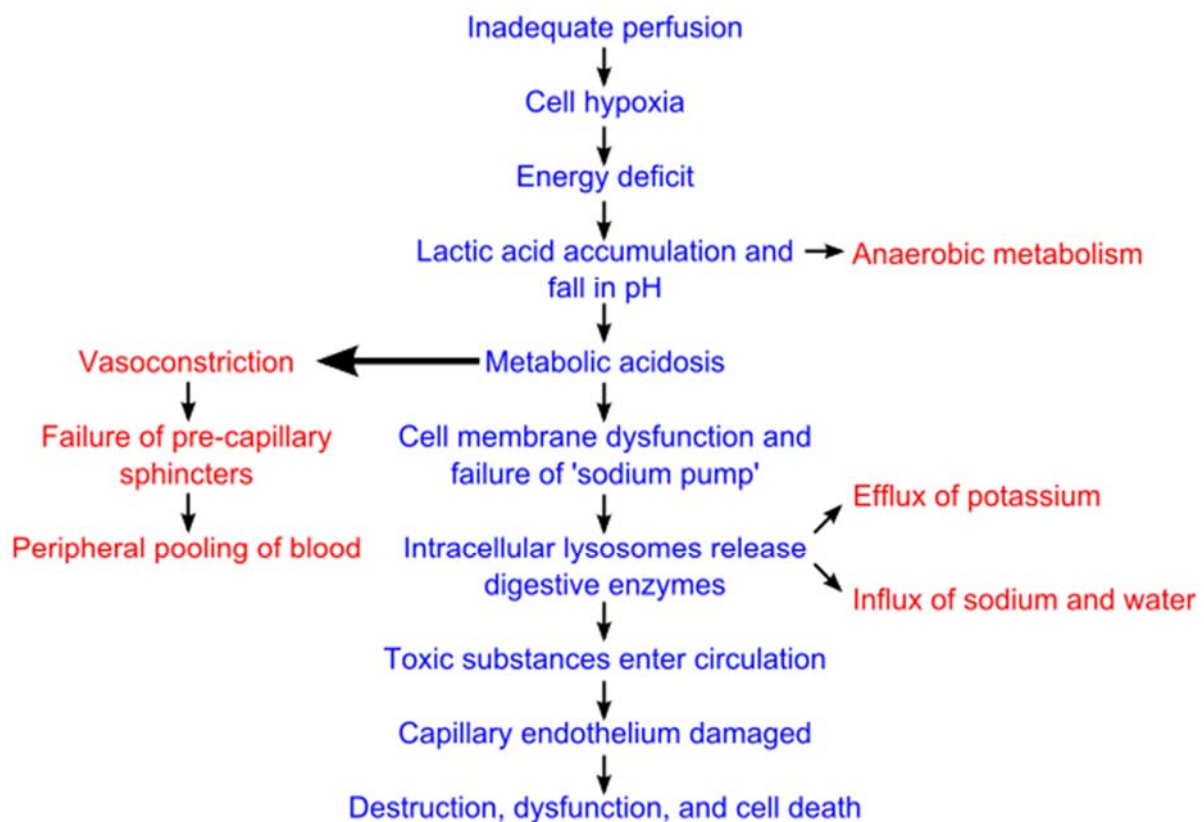 Inadequate perfusion
Cell hypoxia
Energy deficit
Lactic acid accumulation and
fall in pH
Anaerobic metabolism
Metabolic acidosis
Vasoconstriction
Failure of pre-capillary
sphincters
Peripheral pooling of blood
Cell membrane dysfunction and
failure of 'sodium pump'
Intracellular lysosomes release
digestive enzymes
Efflux of potassium
Influx of sodium and water
Toxic substances enter circulation
Capillary endothelium damaged
Destruction, dysfunction, and cell death